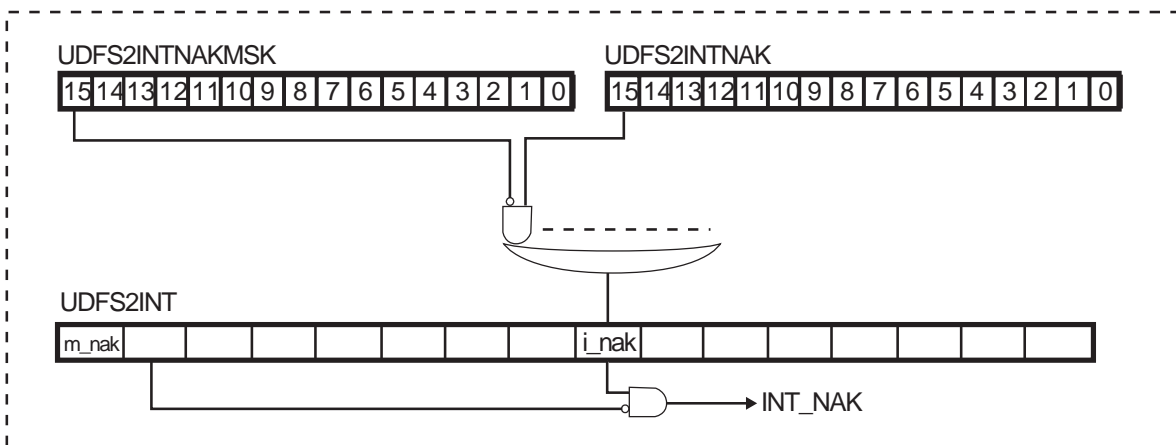 UDFS2INTNAKMSK UDFS2INTNAK
15 14 13 12 11 10 9 8 7 6 5 4 3 2 1 0 15 14 13 12 11 10 9 8 7 6 5 4 3 2 1 0
UDFS2INT
m_nak i_nak
INT_NAK